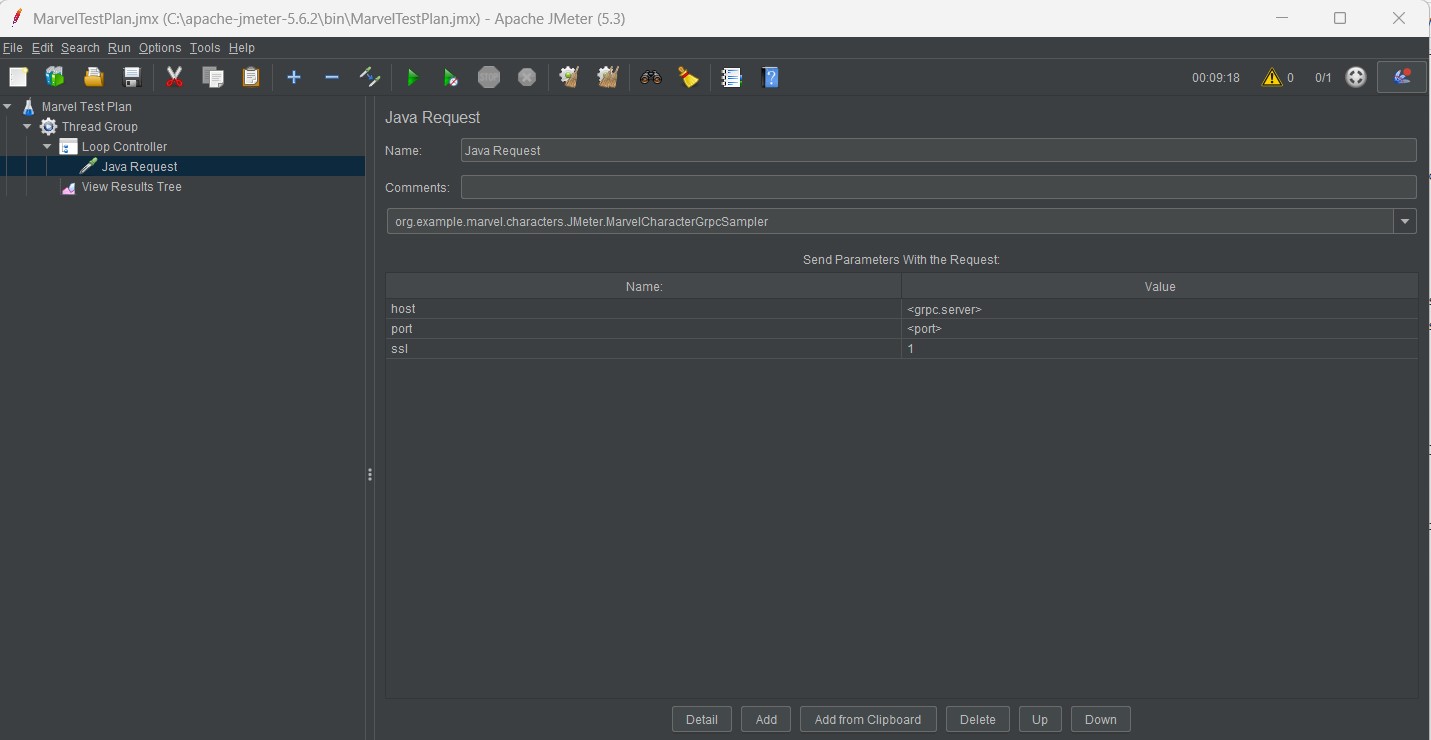 MarvelTestPlan.jmx (C:\apache-jmeter-5.6.2\bin\MarvelTestPlan.jmx) - Apache JMeter (5.3)
File Edit Search Run Options Tools Help
STOP 00:09:18 0 0/1
Marvel Test Plan
Thread Group
Loop Controller
Java Request
View Results Tree
Java Request
Name: Java Request
Comments:
org.example.marvel.characters.JMeter.MarvelCharacterGrpcSampler
Send Parameters With the Request:
Name: Value
host <grpc.server>
port <port>
ssl 1
Detail Add Add from Clipboard Delete Up Down